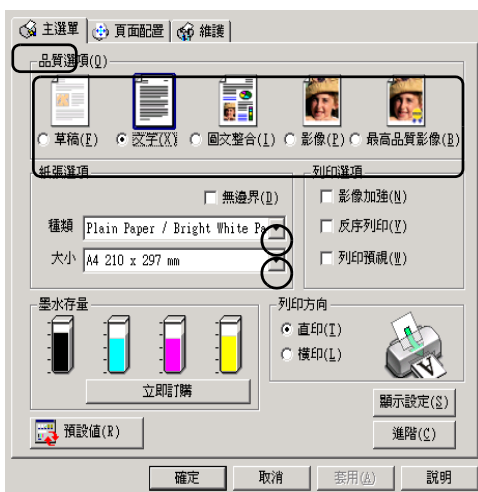 主選單 頁面配置 維護
品質選項(Q)
草稿(F) 文字(X) 圖文整合(I) 影像(P) 最高品質影像(B)
紙張選項 列印選項
無邊界(D) 影像加強(N)
種類 Plain Paper / Bright White Pa 反序列印(V)
大小 A4 210 x 297 mm 列印預視(W)
墨水存量 列印方向
直印(T)
橫印(L)
立即訂購
顯示設定(S)
預設值(R) 進階(C)
確定 取消 套用(A) 說明